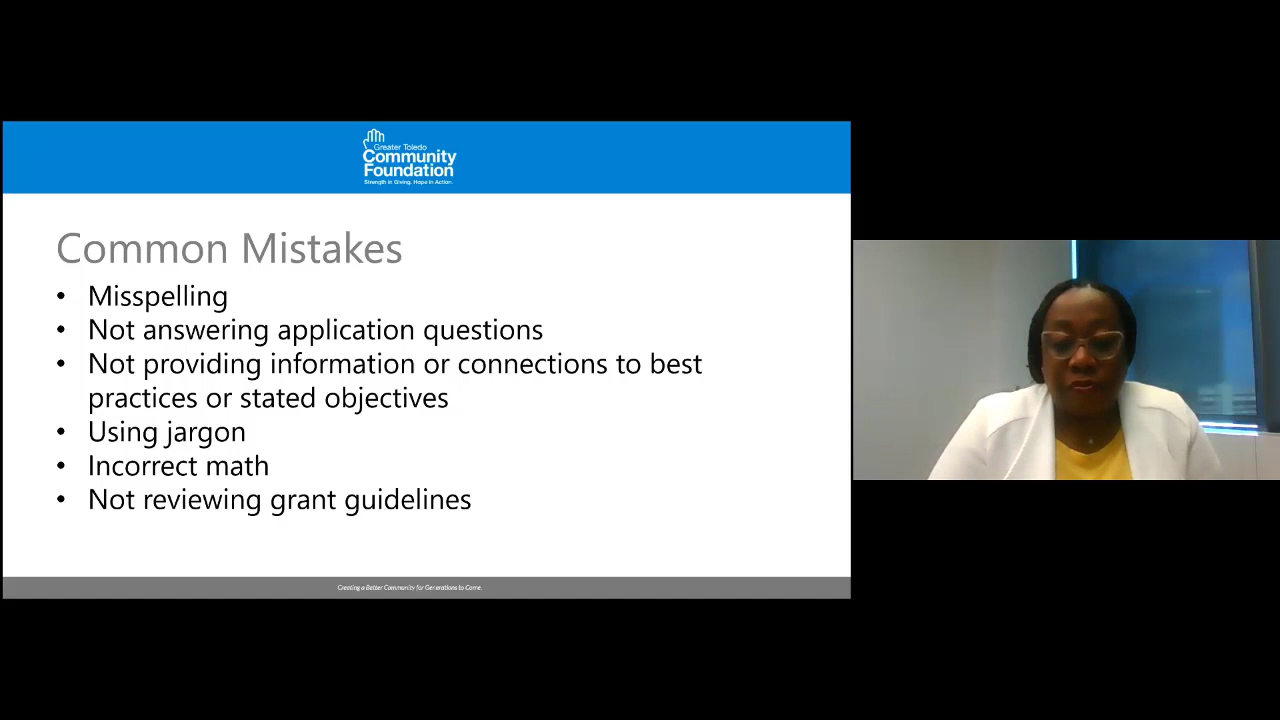 Greater Toledo
Community
Foundation
Strength in Giving. Hope in Action.
Common Mistakes
• Misspelling
• Not answering application questions
• Not providing information or connections to best
practices or stated objectives
• Using jargon
• Incorrect math
• Not reviewing grant guidelines
Creating a Better Community for Generations to Come.